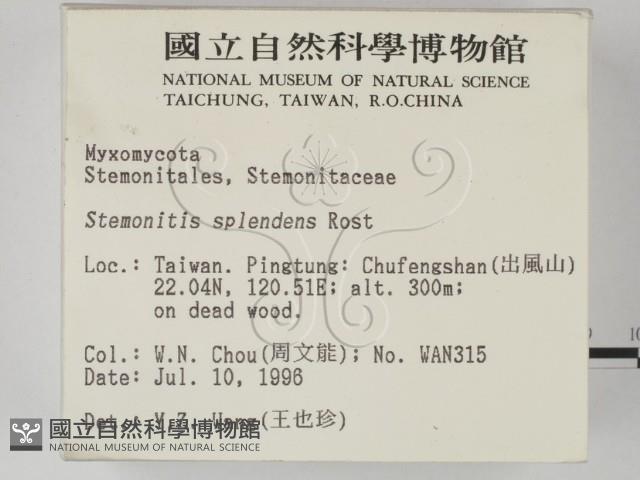 國立自然科學博物館
NATIONAL MUSEUM OF NATURAL SCIENCE
TAICHUNG, TAIWAN, R.O.CHINA
Myxomycota
Stemonitales, Stemonitaceae
Stemonitis splendens Rost
Loc.: Taiwan. Pingtung: Chufengshan(出風山)
22.04N, 120.51E; alt. 300m;
on dead wood.
Col.: W.N. Chou(周文能); No. WAN315
Date: Jul. 10, 1996
Det.: Y.Z. Wang(王也珍)
國立自然科學博物館
NATIONAL MUSEUM OF NATURAL SCIENCE
10